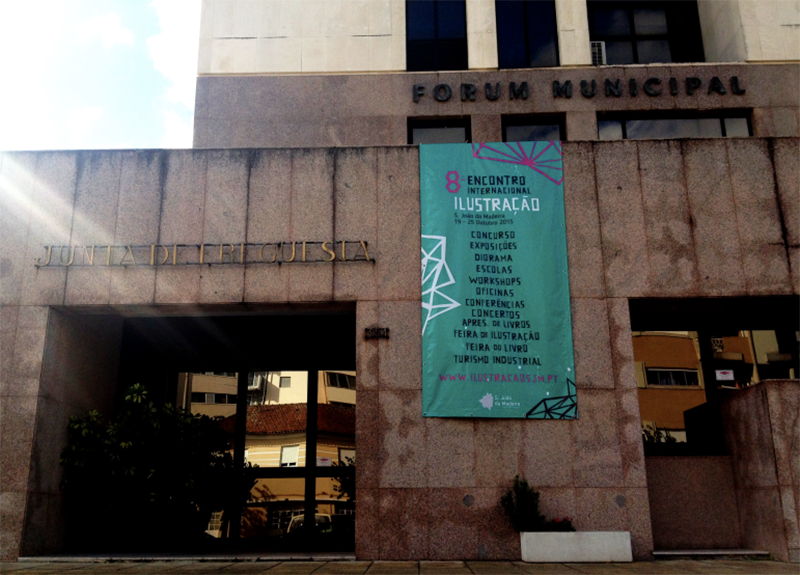 FORUM MUNICIPAL
JUNTA DE FREGUESIA
8 ENCONTRO
INTERNACIONAL
ILUSTRAÇÃO
S. João da Madeira
19 - 25 Outubro 2015
CONCURSO
EXPOSIÇÕES
DIORAMA
ESCOLAS
WORKSHOPS
OFICINAS
CONFERÊNCIAS
CONCERTOS
APRES. DE LIVROS
FEIRA DE ILUSTRAÇÃO
FEIRA DO LIVRO
TURISMO INDUSTRIAL
WWW.ILUSTRACAOSJM.PT
S. João
da Madeira